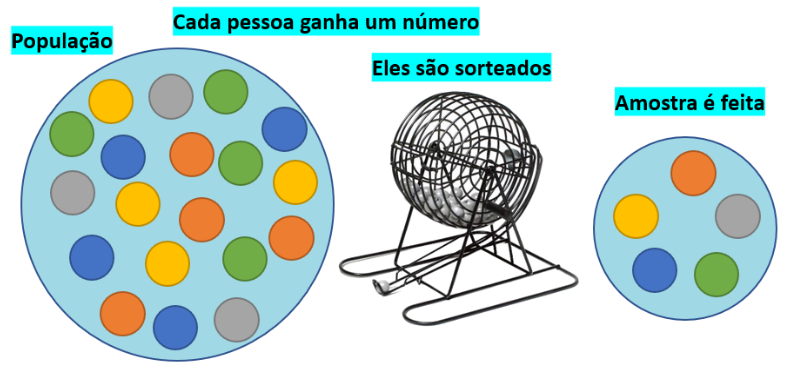 Cada pessoa ganha um número
População
Eles são sorteados
Amostra é feita